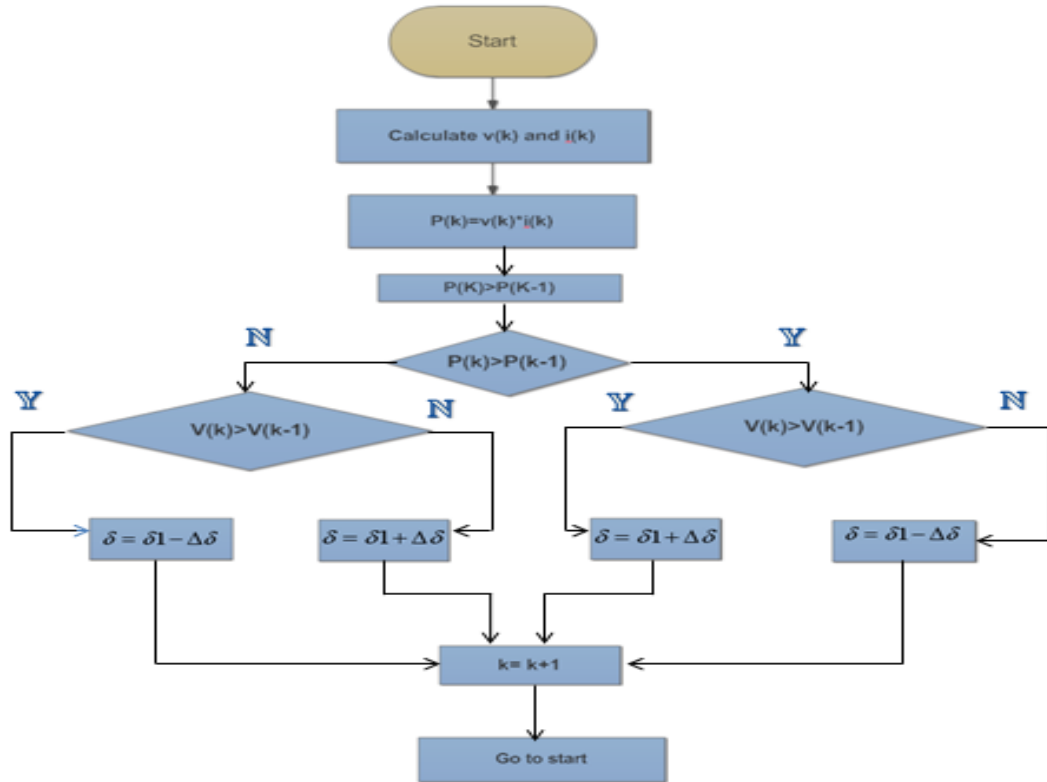 Start
Calculate v(k) and i(k)
P(k)=v(k)*i(k)
P(K)>P(K-1)
N
P(k)>P(k-1)
Y
Y
V(k)>V(k-1)
N
Y
V(k)>V(k-1)
N
δ = δ1 − Δδ
δ = δ1 + Δδ
δ = δ1 + Δδ
δ = δ1 − Δδ
k= k+1
Go to start